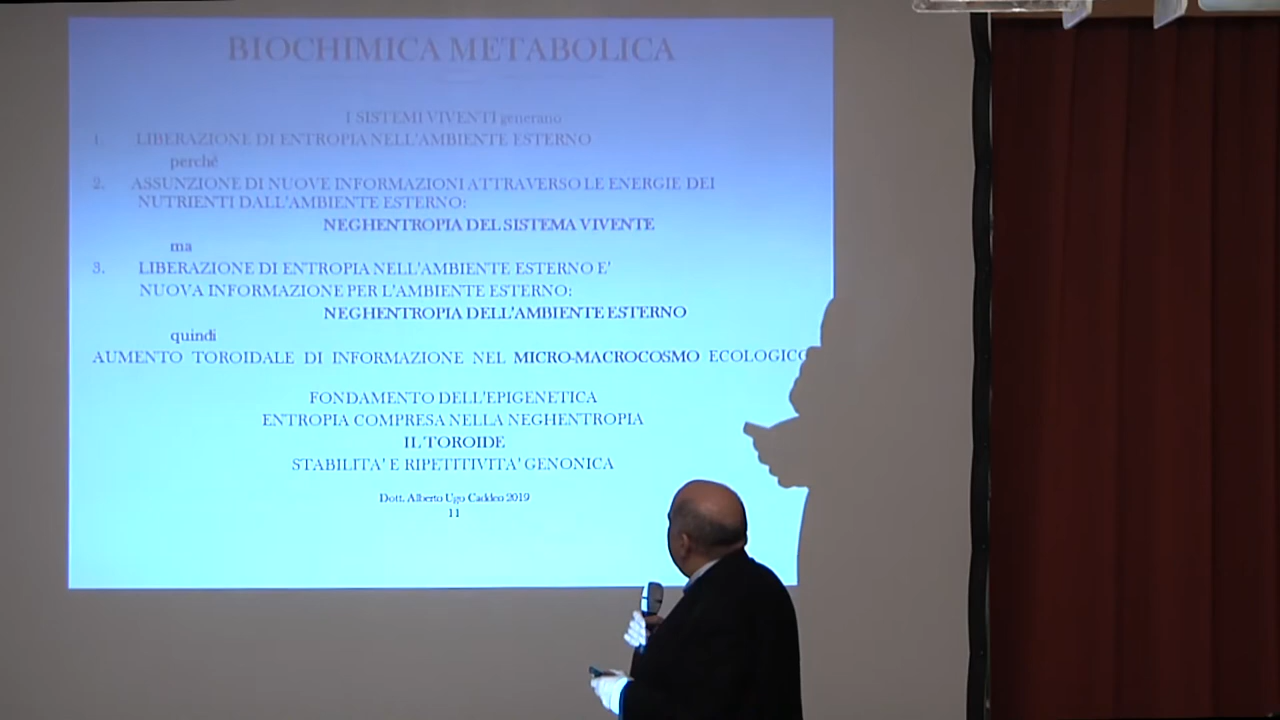 BIOCHIMICA METABOLICA
I SISTEMI VIVENTI generano
1. LIBERAZIONE DI ENTROPIA NELL'AMBIENTE ESTERNO
perché
2. ASSUNZIONE DI NUOVE INFORMAZIONI ATTRAVERSO LE ENERGIE DEI
NUTRIENTI DALL'AMBIENTE ESTERNO:
NEGHENTROPIA DEL SISTEMA VIVENTE
ma
3. LIBERAZIONE DI ENTROPIA NELL'AMBIENTE ESTERNO E'
NUOVA INFORMAZIONE PER L'AMBIENTE ESTERNO:
NEGHENTROPIA DELL'AMBIENTE ESTERNO
quindi
AUMENTO TOROIDALE DI INFORMAZIONE NEL MICRO-MACROCOSMO ECOLOGICO
FONDAMENTO DELL'EPIGENETICA
ENTROPIA COMPRESA NELLA NEGHENTROPIA
IL TOROIDE
STABILITA' E RIPETITIVITA' GENONICA
Dott. Alberto Ugo Caddeo 2019
11